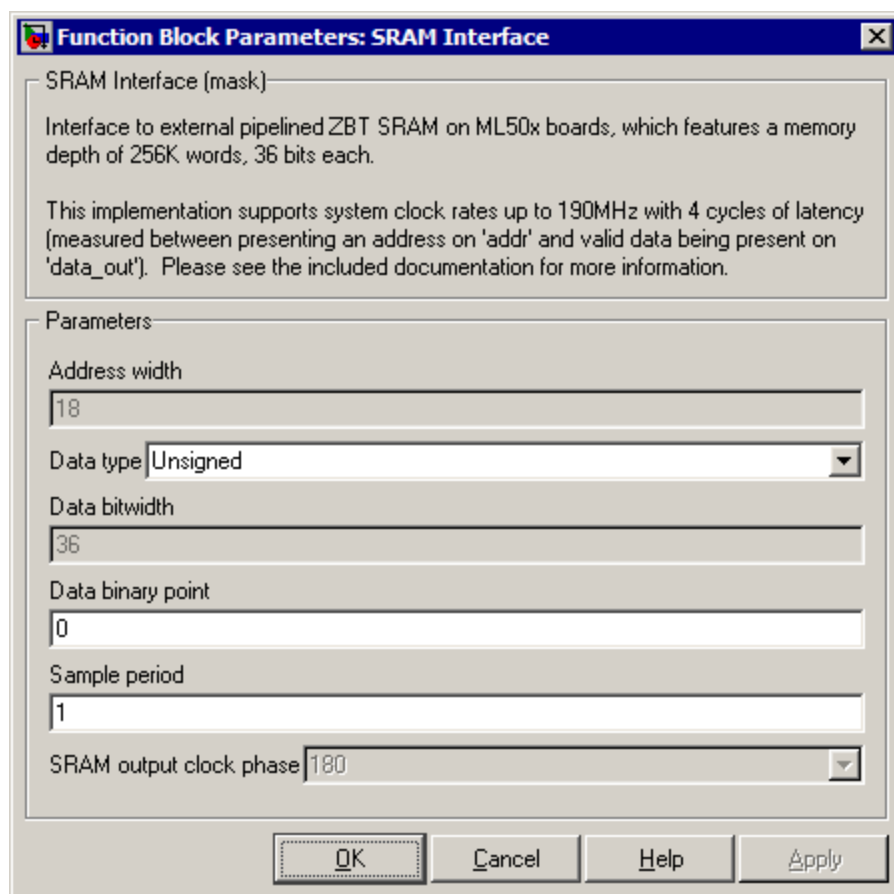 Function Block Parameters: SRAM Interface
SRAM Interface (mask)
Interface to external pipelined ZBT SRAM on ML50x boards, which features a memory
depth of 256K words, 36 bits each.
This implementation supports system clock rates up to 190MHz with 4 cycles of latency
(measured between presenting an address on 'addr' and valid data being present on
'data_out').  Please see the included documentation for more information.
Parameters
Address width
18
Data type Unsigned
Data bitwidth
36
Data binary point
0
Sample period
1
SRAM output clock phase 180
OK Cancel Help Apply